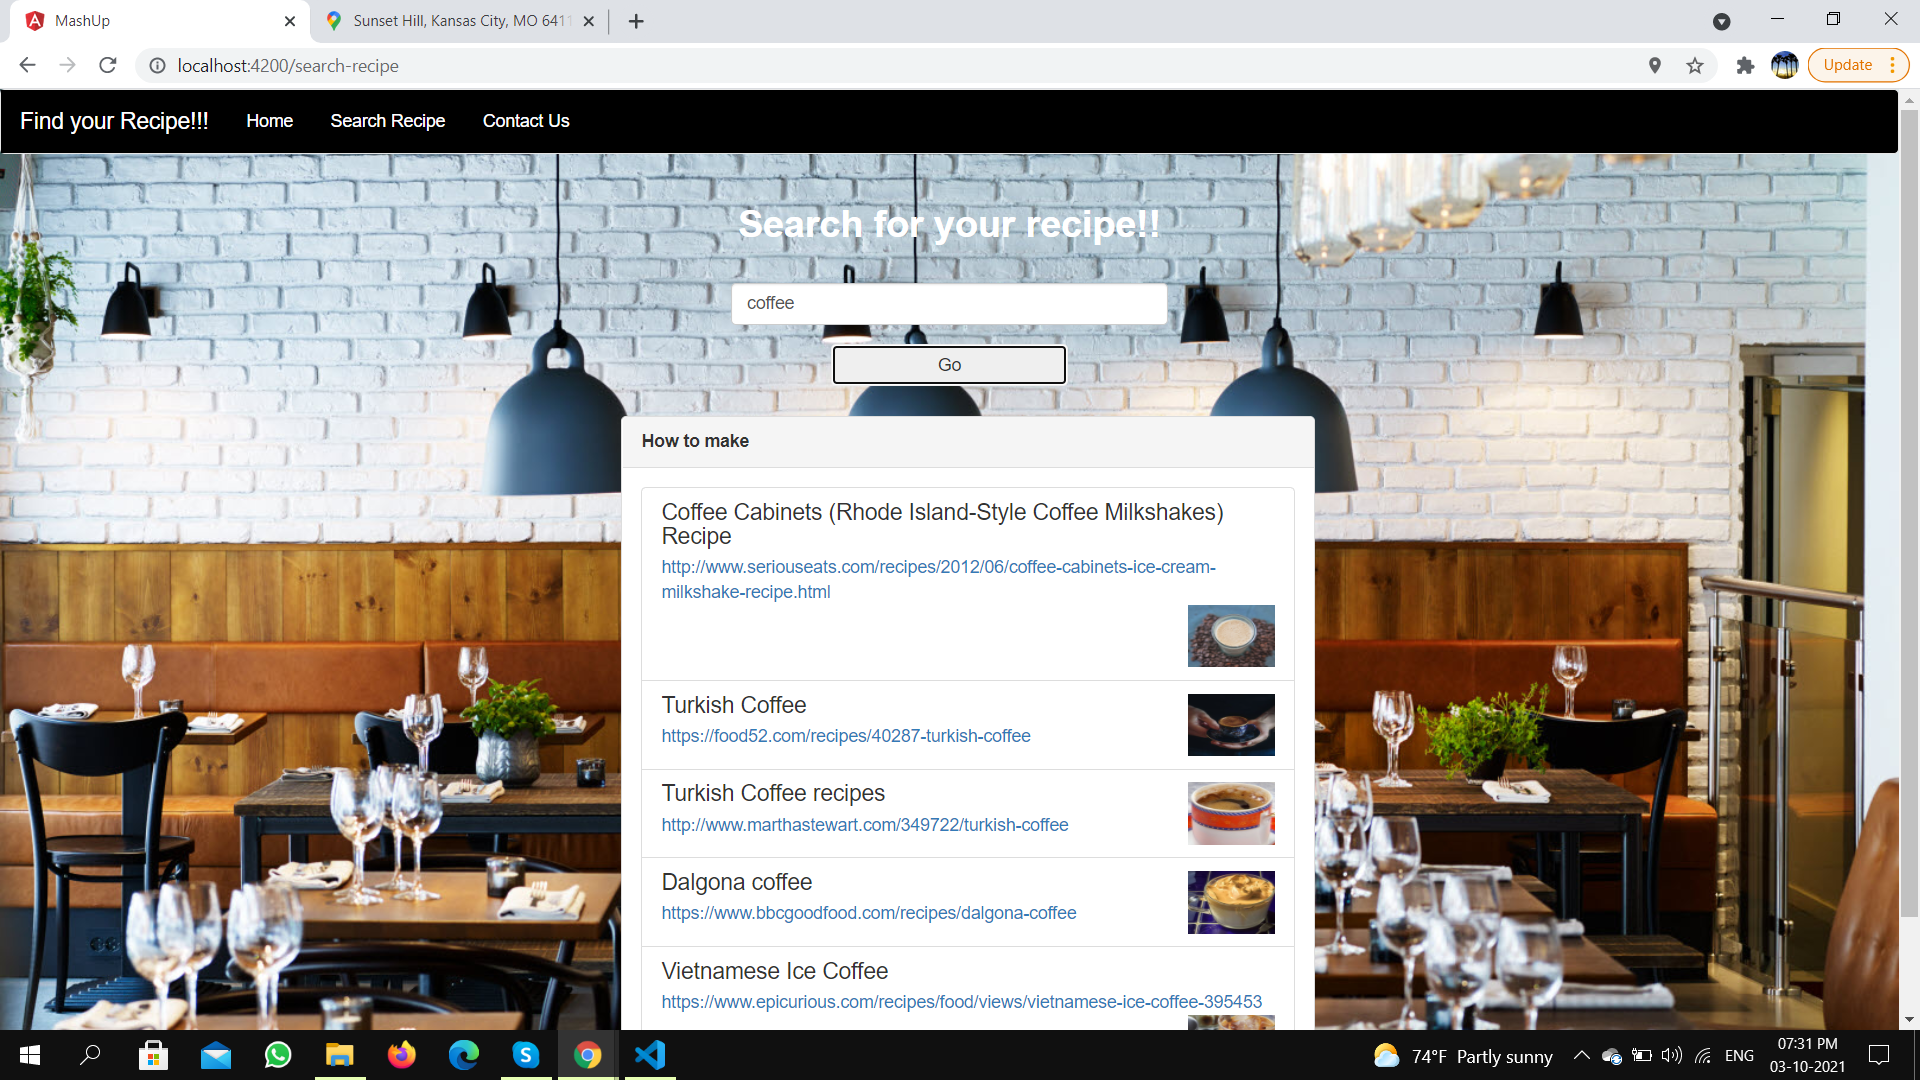 MashUp
Sunset Hill, Kansas City, MO 6411
localhost:4200/search-recipe
Update
Find your Recipe!!!
Home
Search Recipe
Contact Us
Search for your recipe!!
coffee
Go
How to make
Coffee Cabinets (Rhode Island-Style Coffee Milkshakes)
Recipe
http://www.seriouseats.com/recipes/2012/06/coffee-cabinets-ice-cream-
milkshake-recipe.html
Turkish Coffee
https://food52.com/recipes/40287-turkish-coffee
Turkish Coffee recipes
http://www.marthastewart.com/349722/turkish-coffee
Dalgona coffee
https://www.bbcgoodfood.com/recipes/dalgona-coffee
Vietnamese Ice Coffee
https://www.epicurious.com/recipes/food/views/vietnamese-ice-coffee-395453
74°F Partly sunny
ENG
07:31 PM
03-10-2021